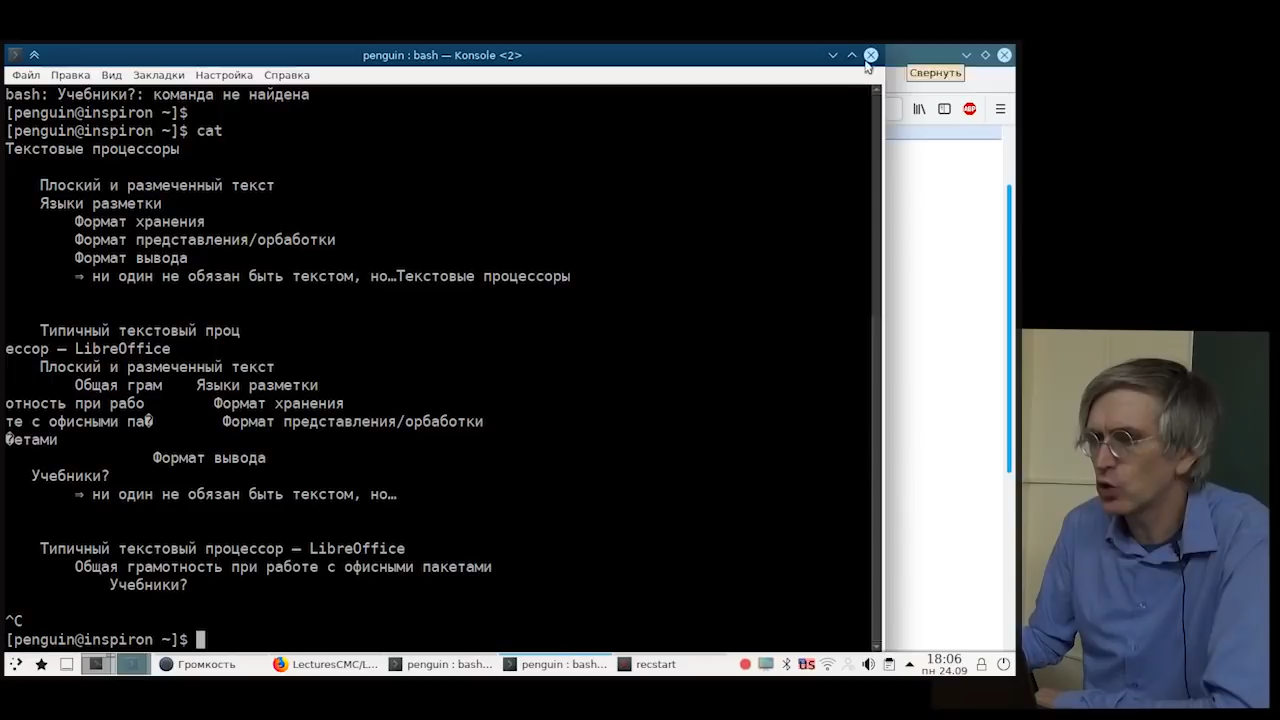 penguin : bash — Konsole <2>
Файл Правка Вид Закладки Настройка Справка
Свернуть
ABP
bash: Учебники?: команда не найдена
[penguin@inspiron ~]$
[penguin@inspiron ~]$ cat
Текстовые процессоры
Плоский и размеченный текст
Языки разметки
Формат хранения
Формат представления/орбаботки
Формат вывода
⇒ ни один не обязан быть текстом, но…Текстовые процессоры
Типичный текстовый проц
ессор — LibreOffice
Плоский и размеченный текст
Общая грам    Языки разметки
отность при рабо        Формат хранения
те с офисными па�        Формат представления/орбаботки
�етами
Формат вывода
Учебники?
⇒ ни один не обязан быть текстом, но…
Типичный текстовый процессор — LibreOffice
Общая грамотность при работе с офисными пакетами
Учебники?
^C
[penguin@inspiron ~]$
Громкость LecturesCMC/L... penguin : bash... penguin : bash... recstart US 18:06
пн 24.09